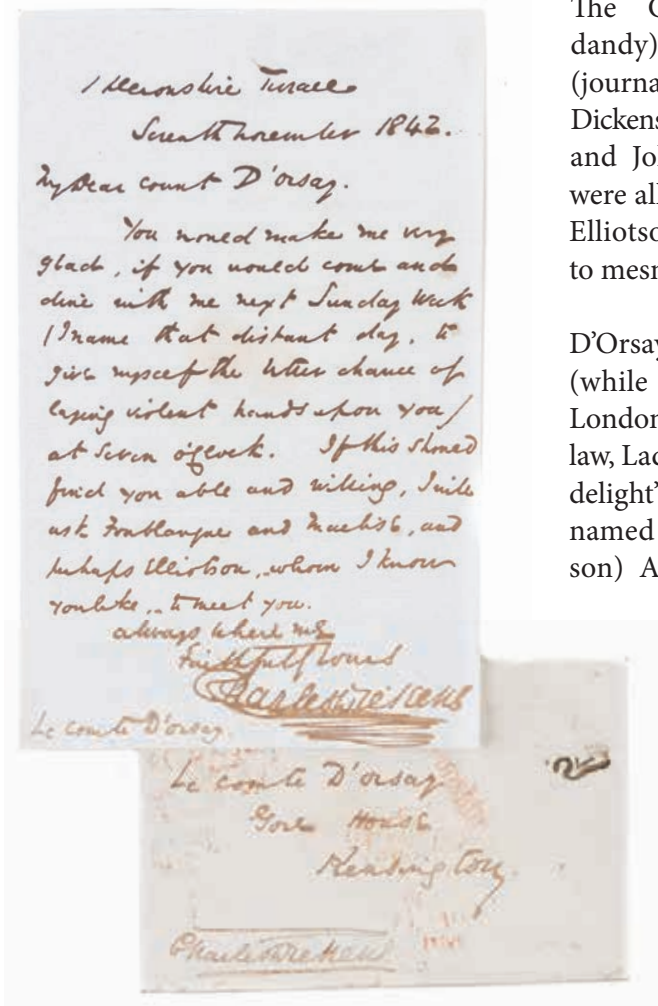 1 Devonshire Terrace
Seventh November 1842.
My Dear Count D'Orsay.
You would make me very
glad, if you would come and
dine with me next Sunday Week
(I name that distant day, to
give myself the better chance of
laying violent hands upon you)
at Seven o'Clock. If this should
find you able and willing, I will
ask Fonblanque and Maclise, and
perhaps Elliotson, whom I know
you like, to meet you.
always believe me
Faithfully Yours
Charles Dickens
Le Comte D'Orsay.
Le Comte D'Orsay
Gore House
Kensington.
Charles Dickens
The
dandy)
(journa
Dickens
and Jo
were all
Elliotso
to mesm
D'Orsay
(while
London
law, Lad
delight'
named
son) A